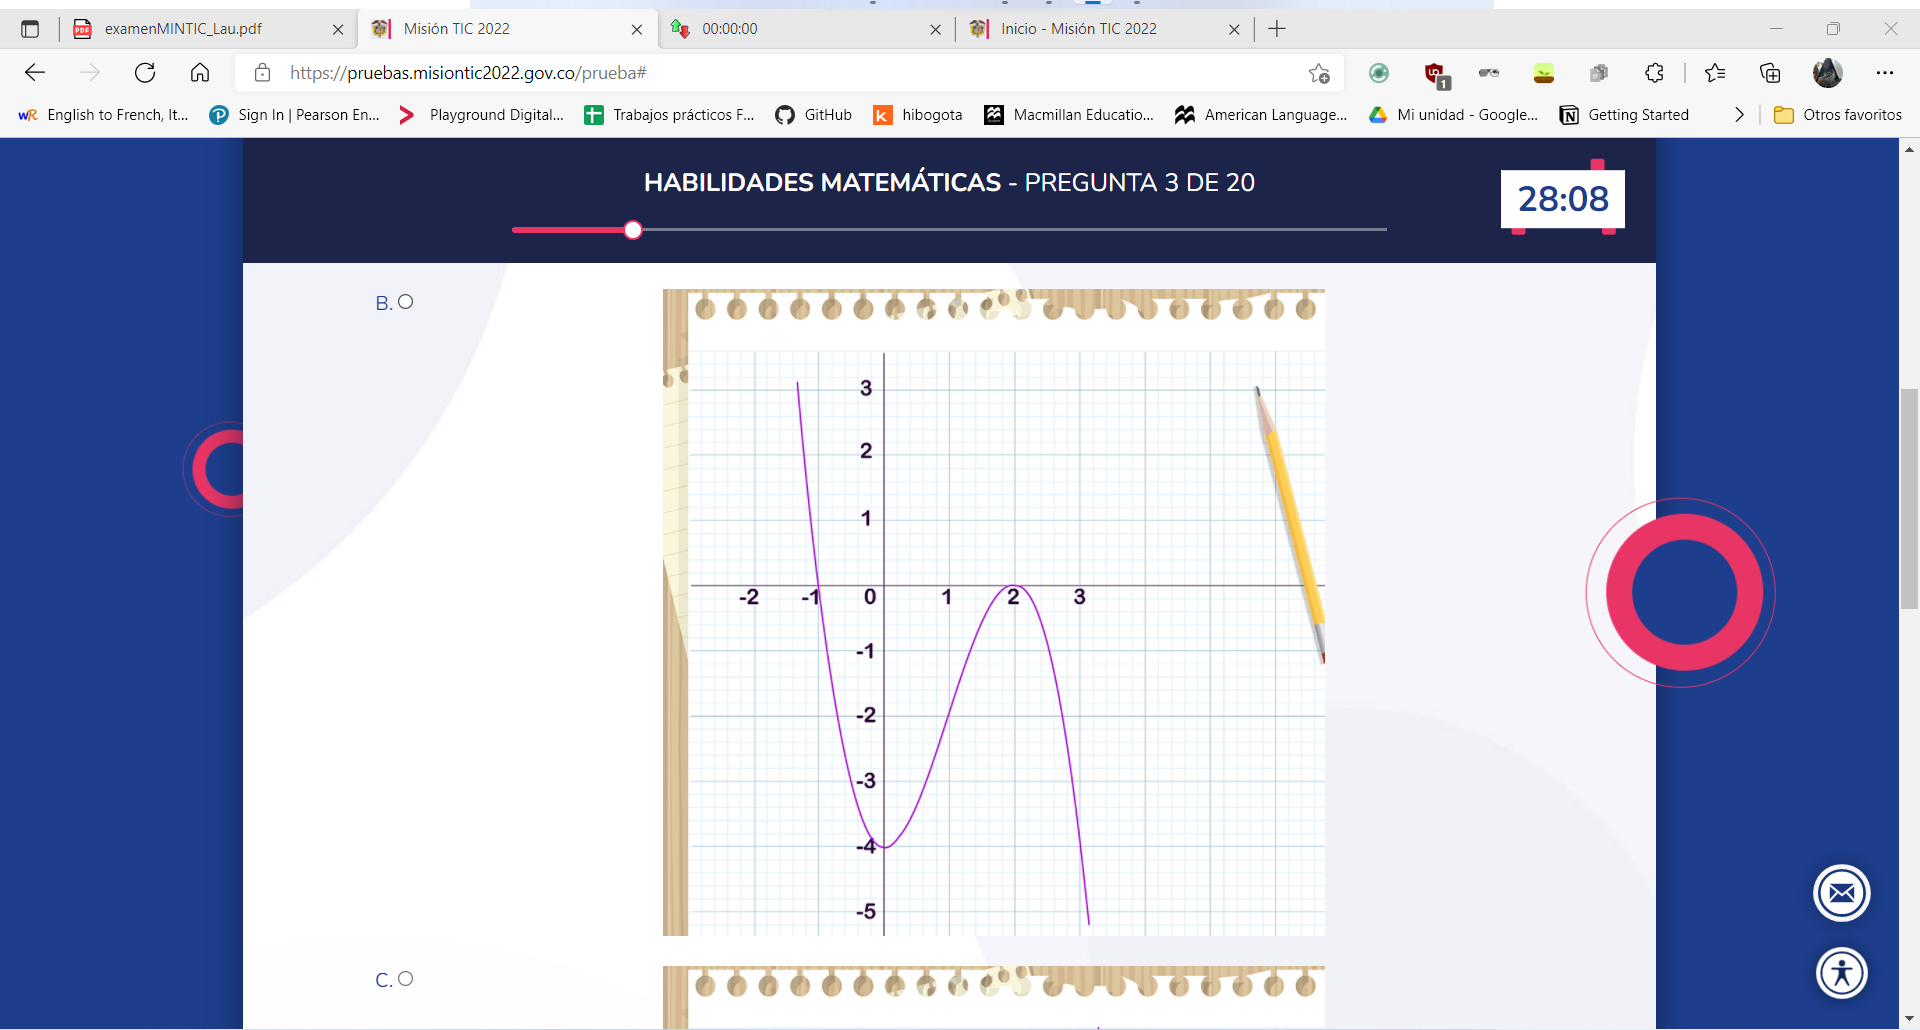 examenMINTIC_Lau.pdf
Misión TIC 2022
00:00:00
Inicio - Misión TIC 2022
https://pruebas.misiontic2022.gov.co/prueba#
1
English to French, It...
Sign In | Pearson En...
Playground Digital...
Trabajos prácticos F...
GitHub
hibogota
Macmillan Educatio...
American Language...
Mi unidad - Google...
Getting Started
Otros favoritos
HABILIDADES MATEMÁTICAS - PREGUNTA 3 DE 20
28:08
B.
3
2
1
-2 -1 0 1 2 3
-1
-2
-3
-4
-5
C.